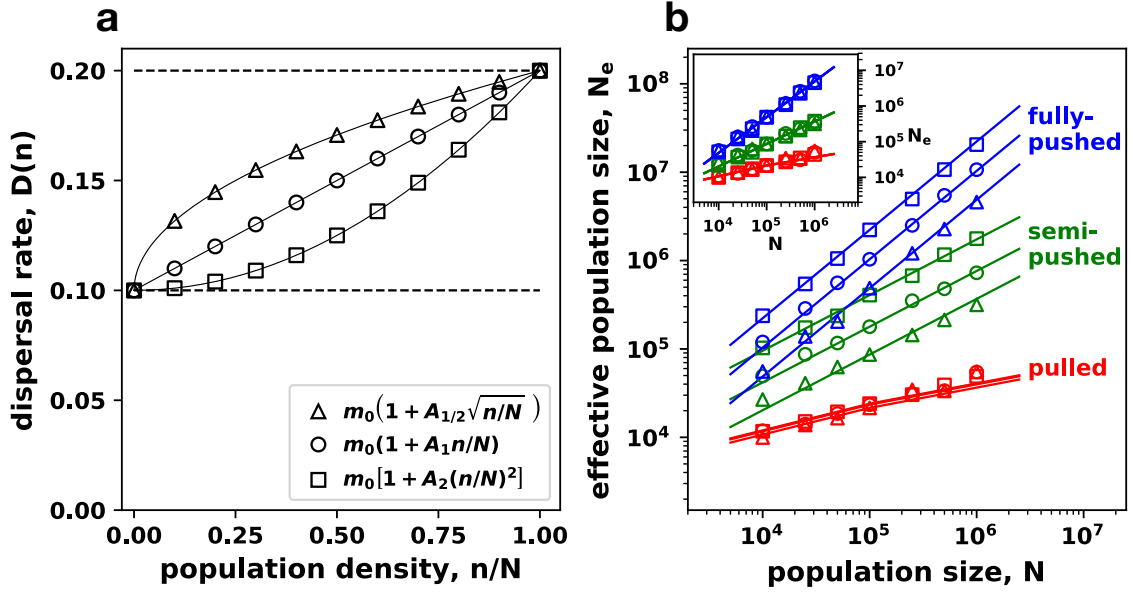 a
dispersal rate, D(n)
0.20
0.15
0.10
0.05
0.00
m₀(1 + A₁/₂√n/N )
m₀(1 + A₁n/N)
m₀[1 + A₂(n/N)²]
0.00 0.25 0.50 0.75 1.00
population density, n/N
b
effective population size, Nₑ
10⁸
10⁷
10⁶
10⁵
10⁴
10⁷
10⁶
10⁵ Nₑ
10⁴
10⁴ 10⁵ 10⁶
N
fully-
pushed
semi-
pushed
pulled
10⁴ 10⁵ 10⁶ 10⁷
population size, N